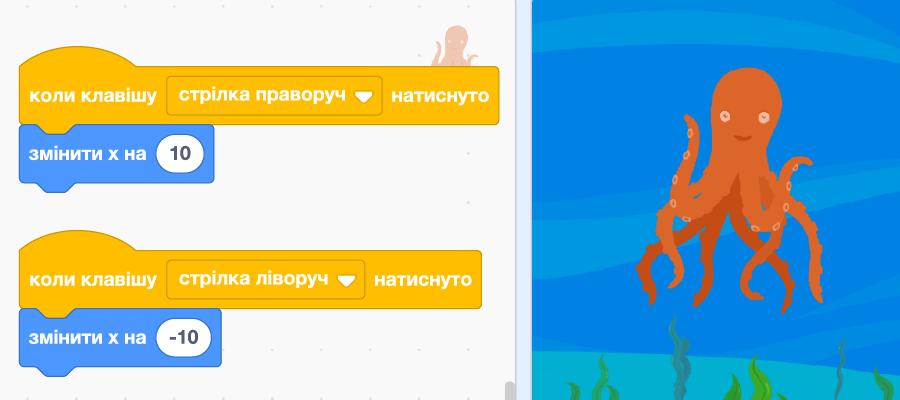 коли клавішу стрілка праворуч натиснуто
змінити x на 10
коли клавішу стрілка ліворуч натиснуто
змінити x на -10